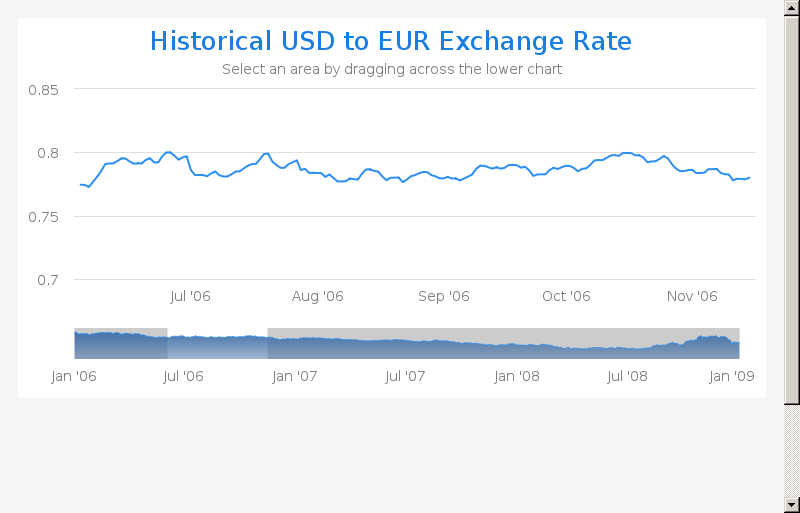 Historical USD to EUR Exchange Rate
Select an area by dragging across the lower chart
0.85
0.8
0.75
0.7
Jul '06 Aug '06 Sep '06 Oct '06 Nov '06
Jan '06 Jul '06 Jan '07 Jul '07 Jan '08 Jul '08 Jan '09